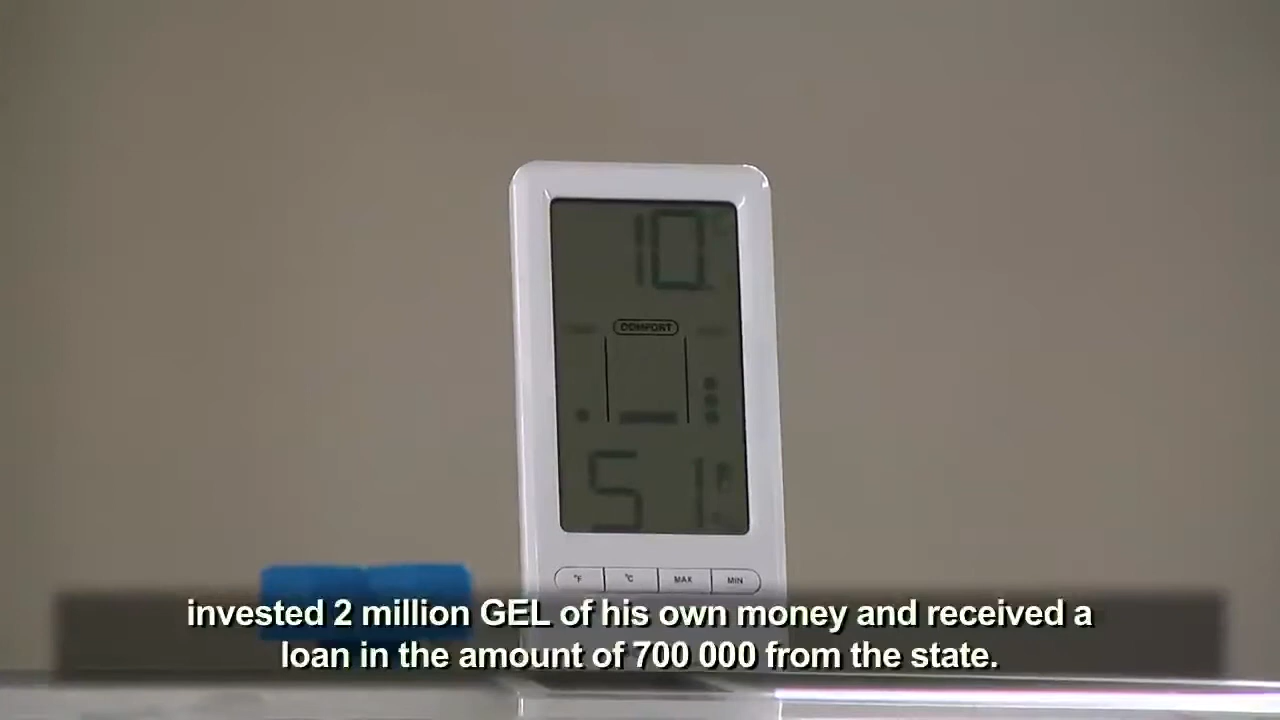 10
COMFORT
51
°F °C MAX MIN
invested 2 million GEL of his own money and received a
loan in the amount of 700 000 from the state.